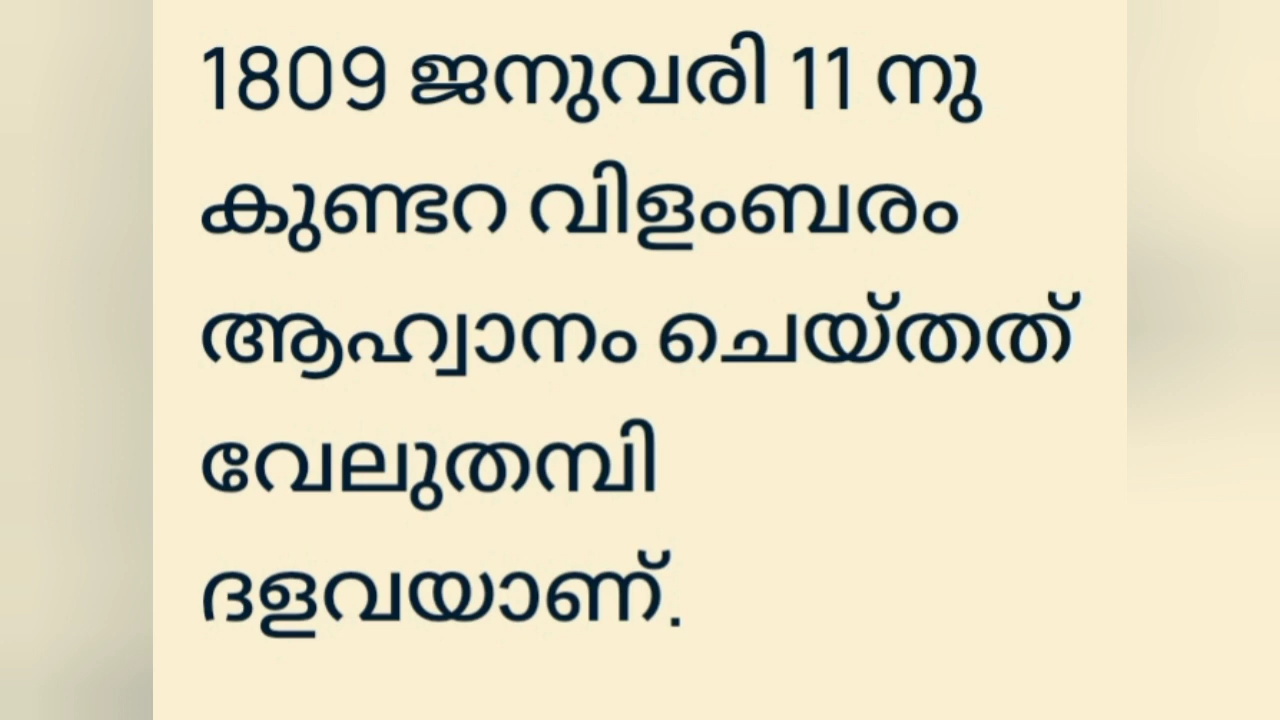 1809 ജനുവരി 11 നു
കുണ്ടറ വിളംബരം
ആഹ്വാനം ചെയ്തത്
വേലുതമ്പി
ദളവയാണ്.